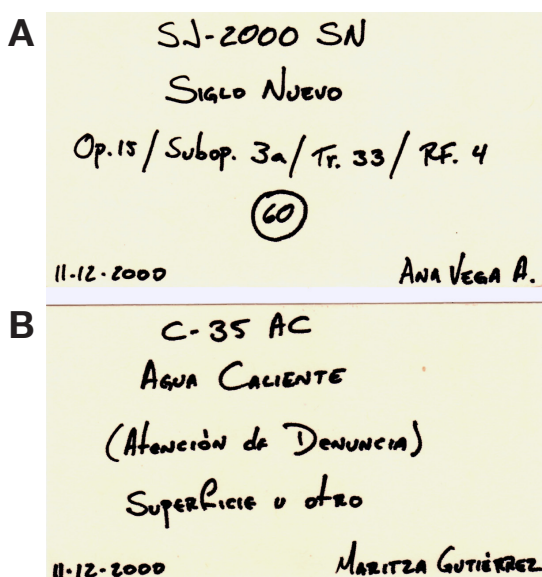 A
SJ-2000 SN
SIGLO NUEVO
Op.15 / Subop. 3a / Tr. 33 / RF. 4
60
11-12-2000 ANA VEGA A.
B
C-35 AC
AGUA CALIENTE
(Atención de DENUNCIA)
SUPERFICIE u otro
11-12-2000 MARITZA GUTIÉRREZ